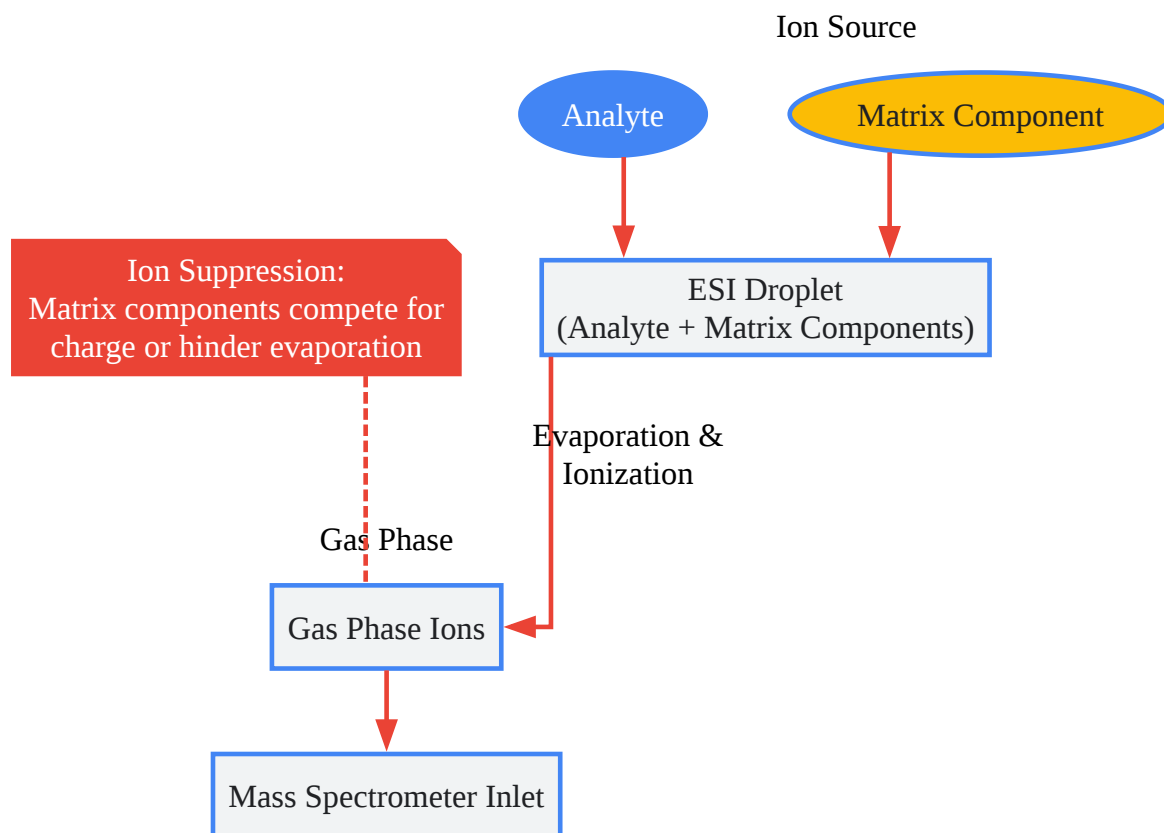 Ion Source
Analyte
Matrix Component
Ion Suppression:
Matrix components compete for
charge or hinder evaporation
ESI Droplet
(Analyte + Matrix Components)
Evaporation &
Ionization
Gas Phase
Gas Phase Ions
Mass Spectrometer Inlet